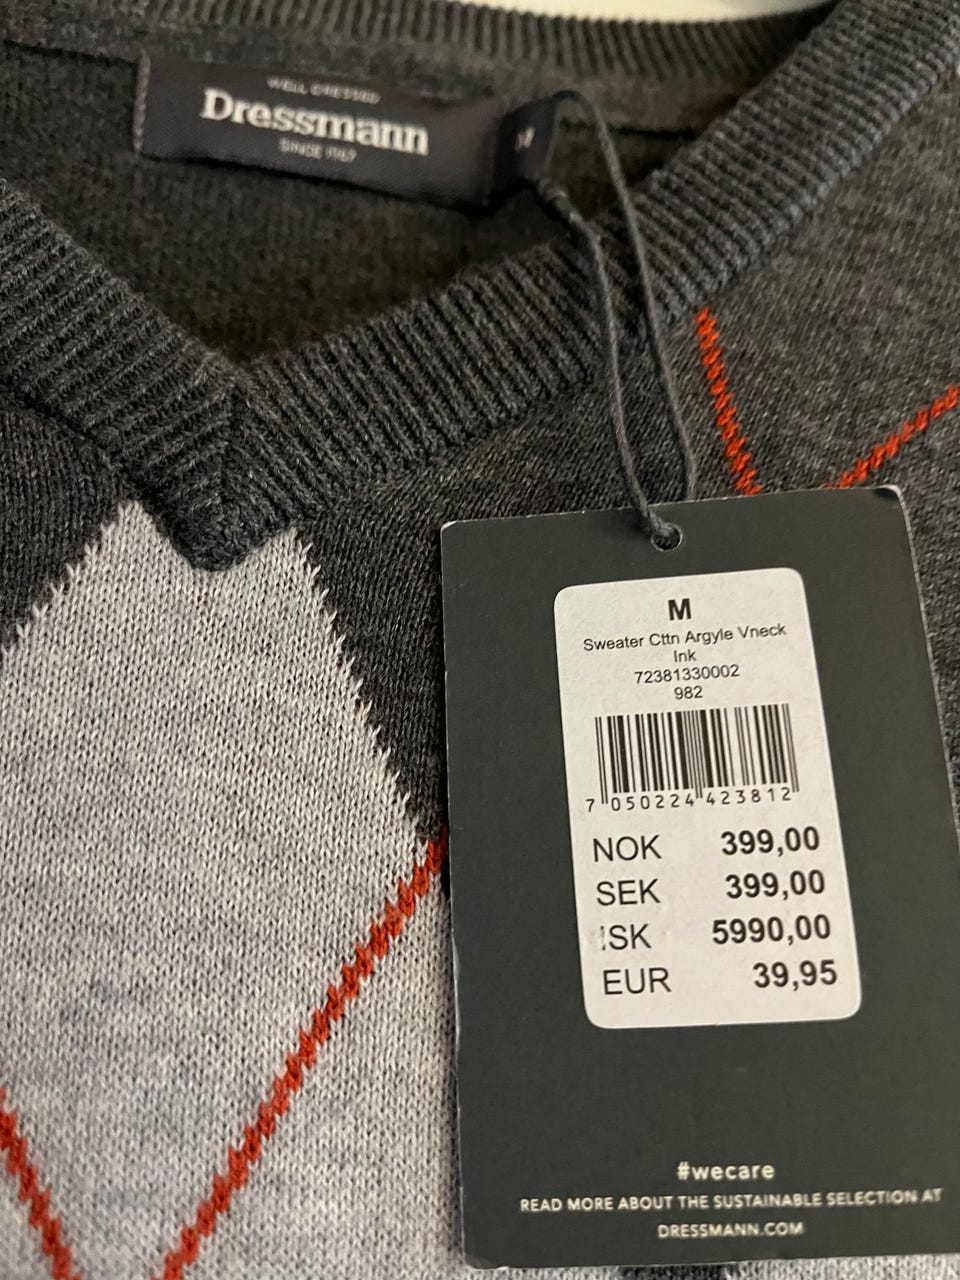 WELL DRESSED
Dressmann
SINCE 1967
M
M
Sweater Cttn Argyle Vneck
Ink
72381330002
982
7 050224 423812
NOK 399,00
SEK 399,00
ISK 5990,00
EUR 39,95
#wecare
READ MORE ABOUT THE SUSTAINABLE SELECTION AT
DRESSMANN.COM